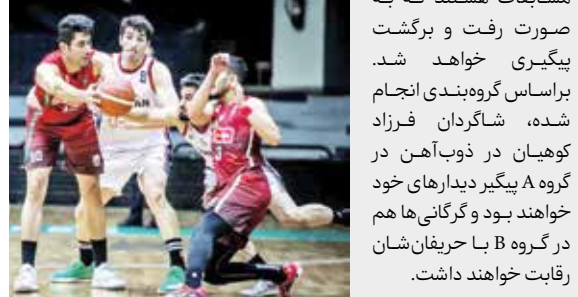 مسابقات هستند که به
صورت رفت و برگشت
پیگیری خواهد شد.
براساس گروه‌بندی انجام
شده، شاگردان فرزاد
کوهیان در ذوب‌آهن در
گروه A پیگیر دیدارهای خود
خواهند بود و گرگانی‌ها هم
در گروه B با حریفان‌شان
رقابت خواهند داشت.